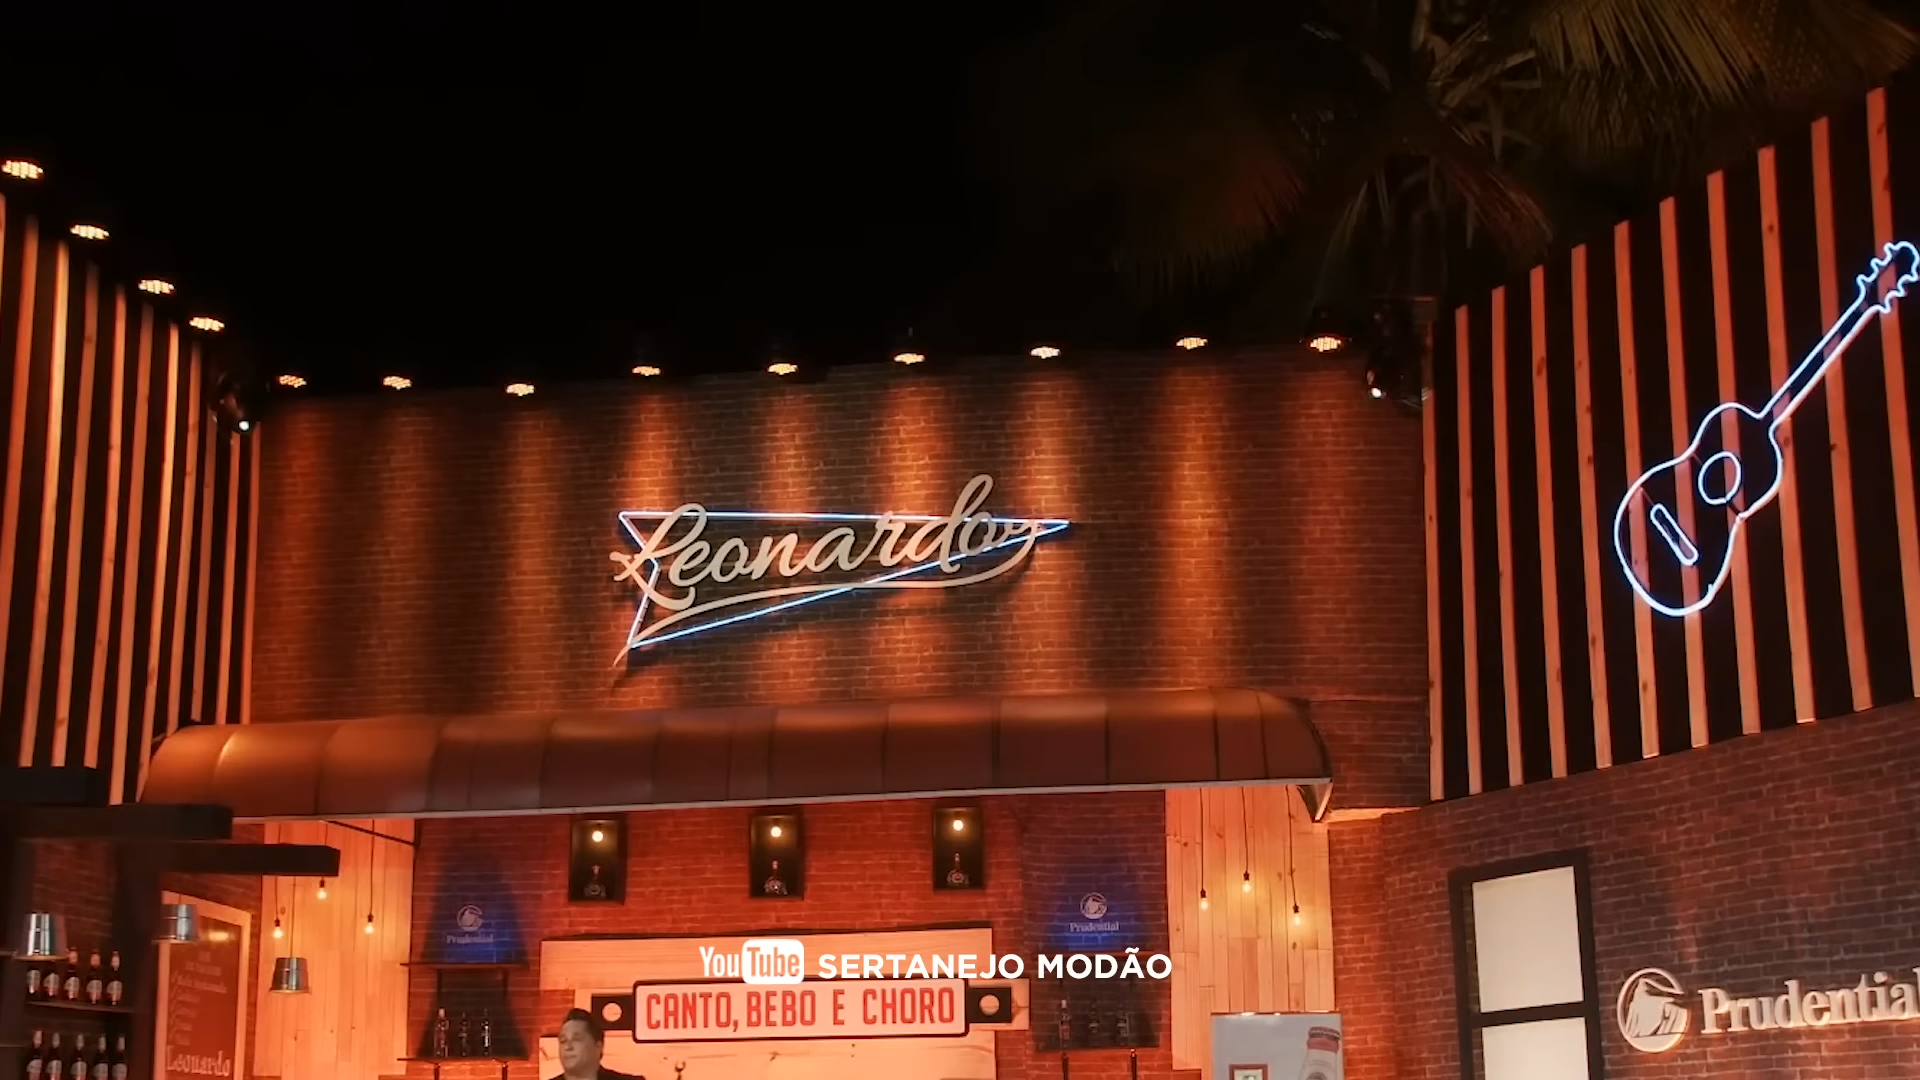 Leonardo
Prudential
Prudential
YouTube SERTANEJO MODÃO
CANTO, BEBO E CHORO
Prudential
Leonardo